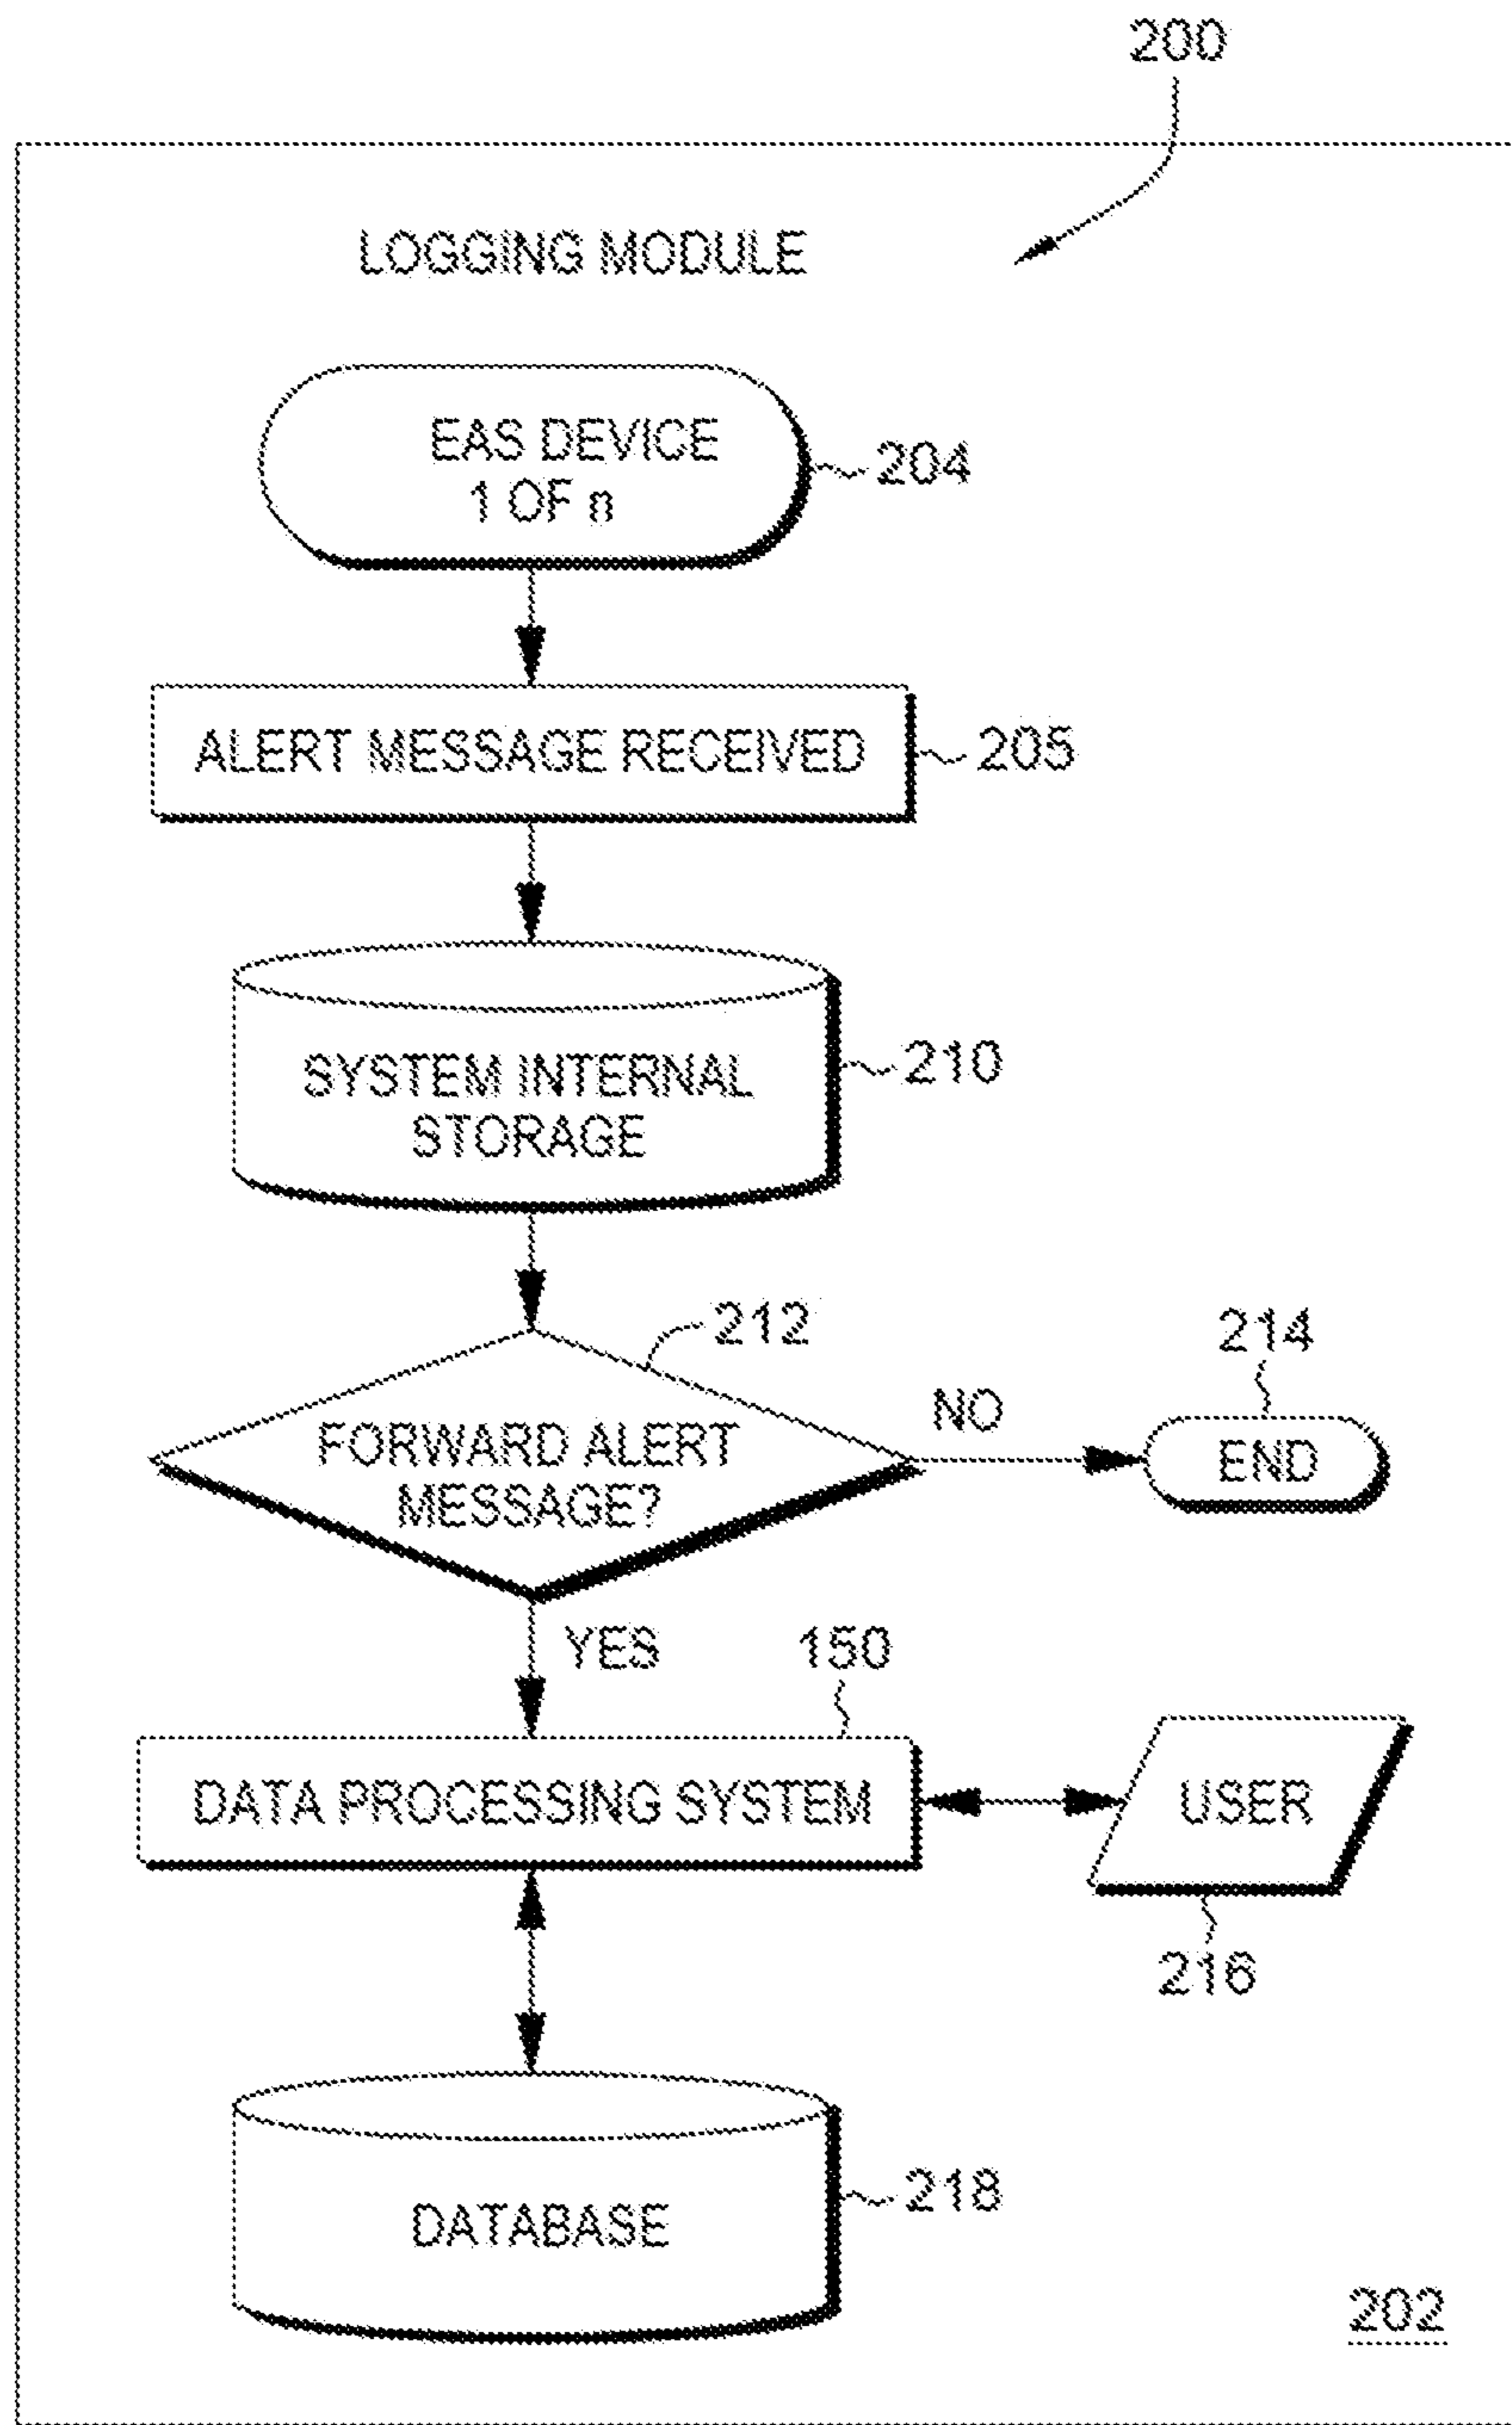 200
LOGGING MODULE
EAS DEVICE
1 OF n
204
ALERT MESSAGE RECEIVED
205
SYSTEM INTERNAL
STORAGE
210
212
FORWARD ALERT
MESSAGE?
NO
214
END
YES
150
DATA PROCESSING SYSTEM
USER
216
DATABASE
218
202